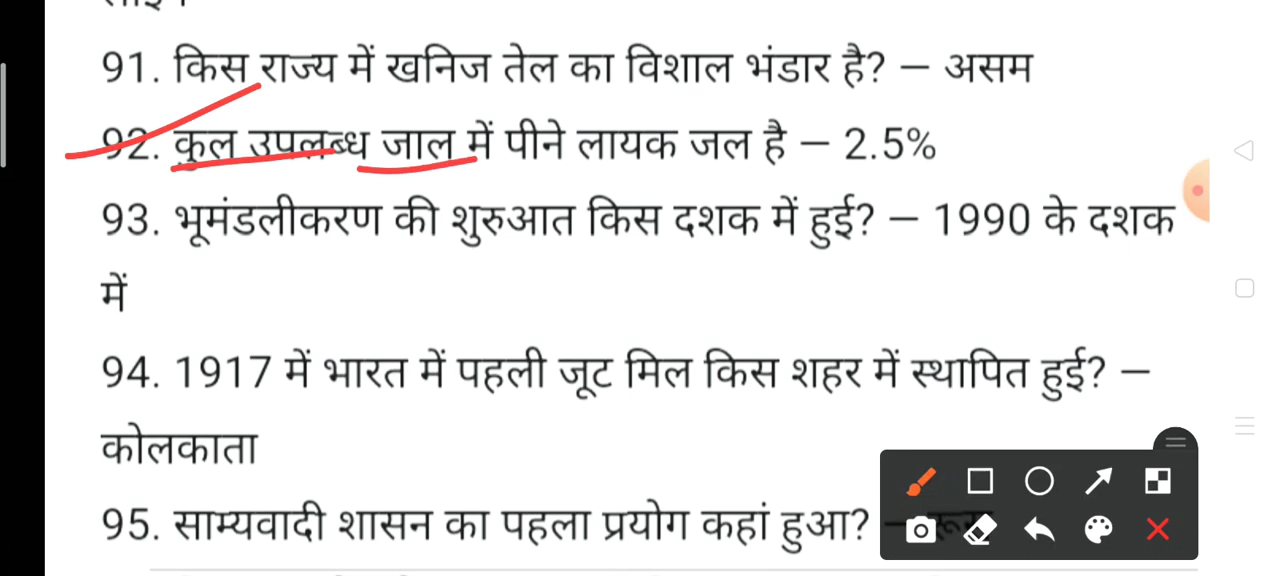 91. किस राज्य में खनिज तेल का विशाल भंडार है? – असम
92. कुल उपलब्ध जाल में पीने लायक जल है – 2.5%
93. भूमंडलीकरण की शुरुआत किस दशक में हुई? – 1990 के दशक
में
94. 1917 में भारत में पहली जूट मिल किस शहर में स्थापित हुई? –
कोलकाता
95. साम्यवादी शासन का पहला प्रयोग कहां हुआ? – रूस